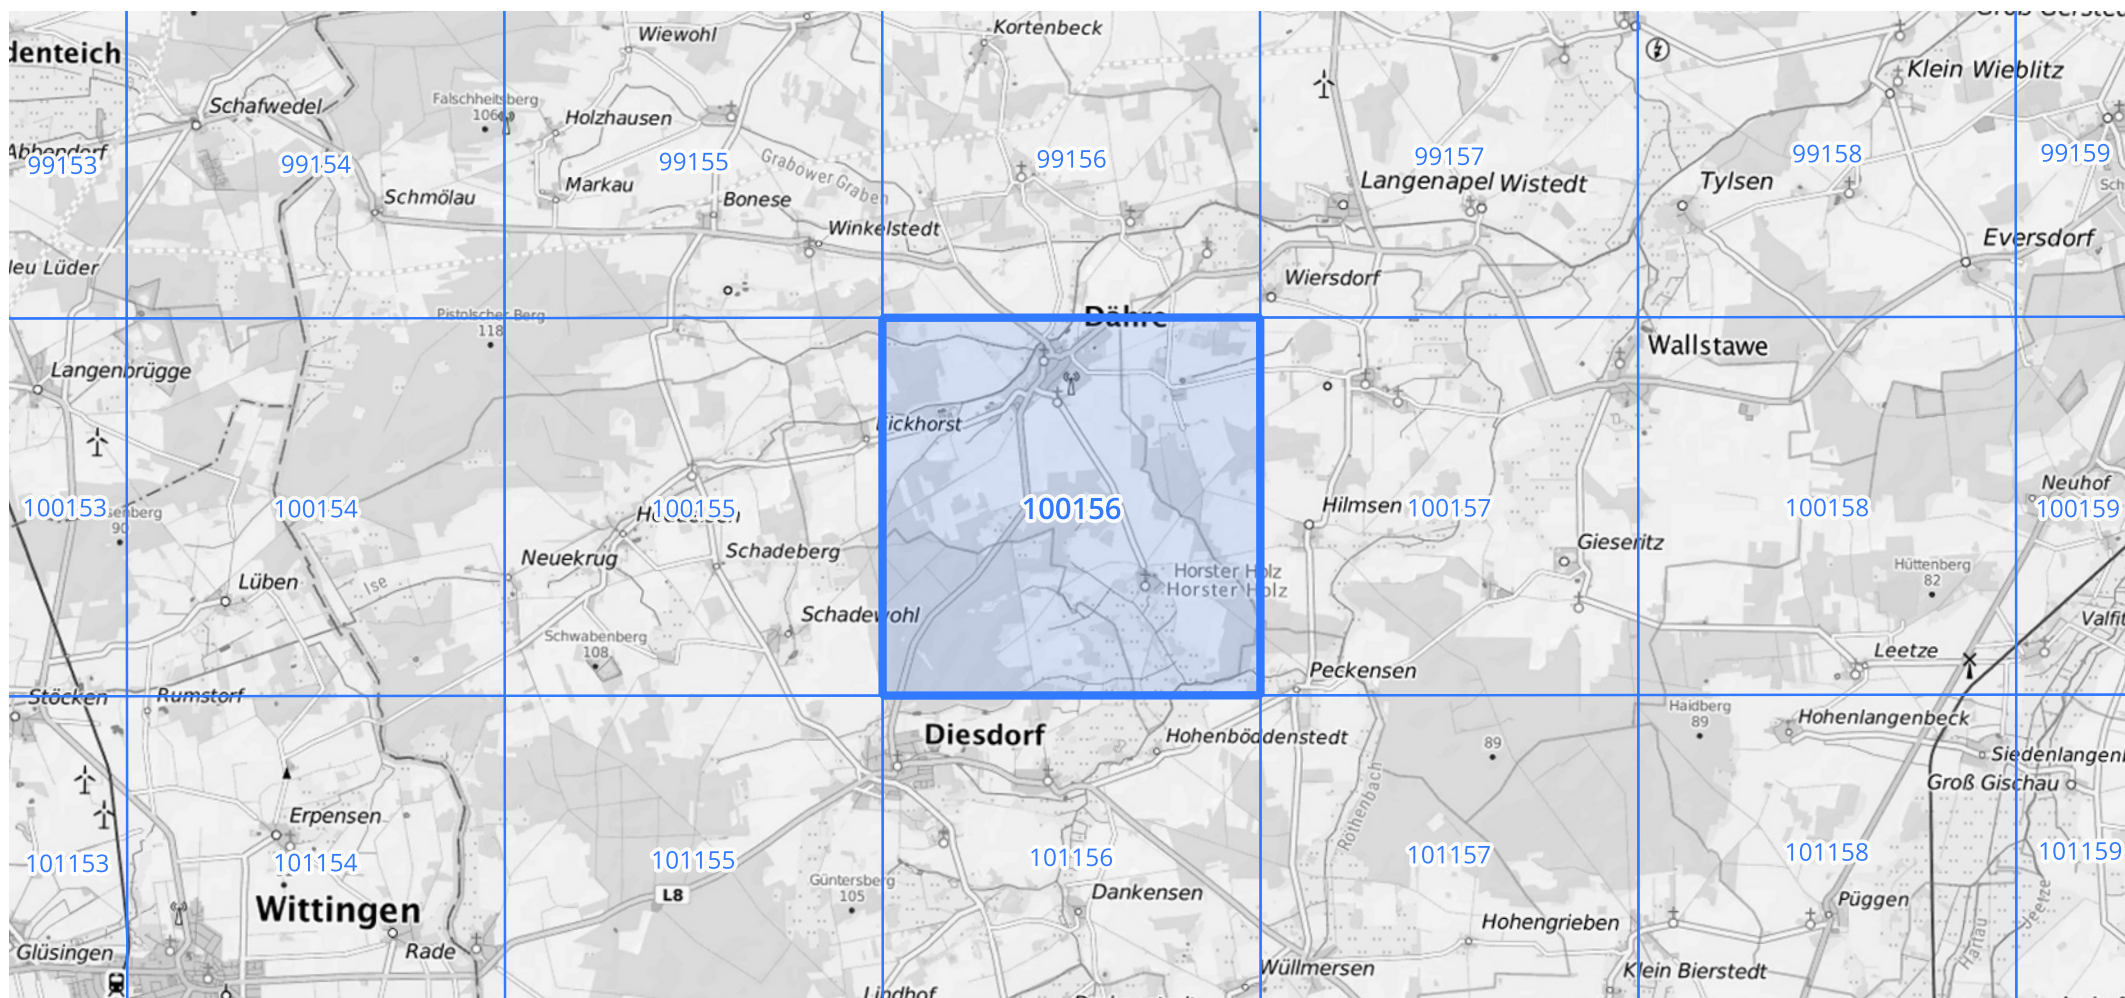 Wiewohl
Kortenbeck
denteich
Klein Wieblitz
Schafwedel
Falschheitsberg
106
Holzhausen
Abbendorf
99153
99154
99155
99156
99157
99158
99159
Grabower Graben
Markau
Langenapel
Wistedt
Tylsen
Schmölau
Bonese
Winkelstedt
Eversdorf
Wiersdorf
Dähre
118
Wallstawe
Langenbrügge
Eickhorst
Neuhof
Hilmsen
100153
100154
100155
100156
100157
100158
100159
90
Gieseritz
Schadeberg
Neuekrug
Hüttenberg
82
Horster Holz
Horster Holz
Ise
Lüben
Schadewohl
Schwabenberg
108
Leetze
Peckensen
Stöcken
Rumstorf
Haidberg
89
Hohenlangenbeck
Diesdorf
Hohenböddenstedt
89
Groß Gischau
Röthenbach
Erpensen
101153
101154
101155
101156
101157
101158
101159
Güntersberg
105
L8
Dankensen
Püggen
Wittingen
Hohengrieben
Jeetze
Hartau
Glüsingen
Rade
Wüllmersen
Klein Bierstedt
Lindhof